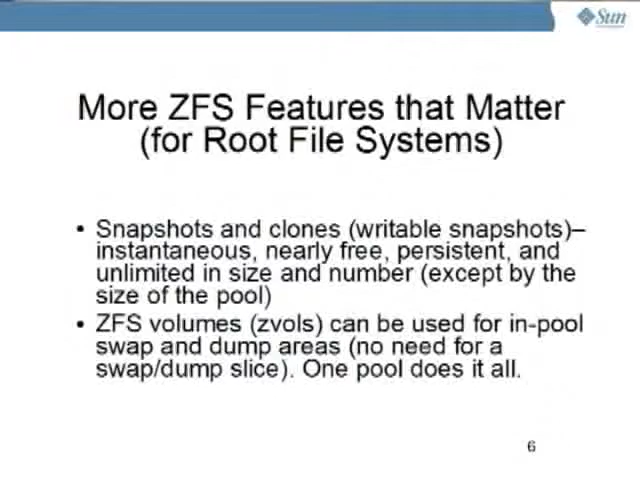 Sun
More ZFS Features that Matter
(for Root File Systems)
• Snapshots and clones (writable snapshots)–
instantaneous, nearly free, persistent, and
unlimited in size and number (except by the
size of the pool)
• ZFS volumes (zvols) can be used for in-pool
swap and dump areas (no need for a
swap/dump slice). One pool does it all.
6